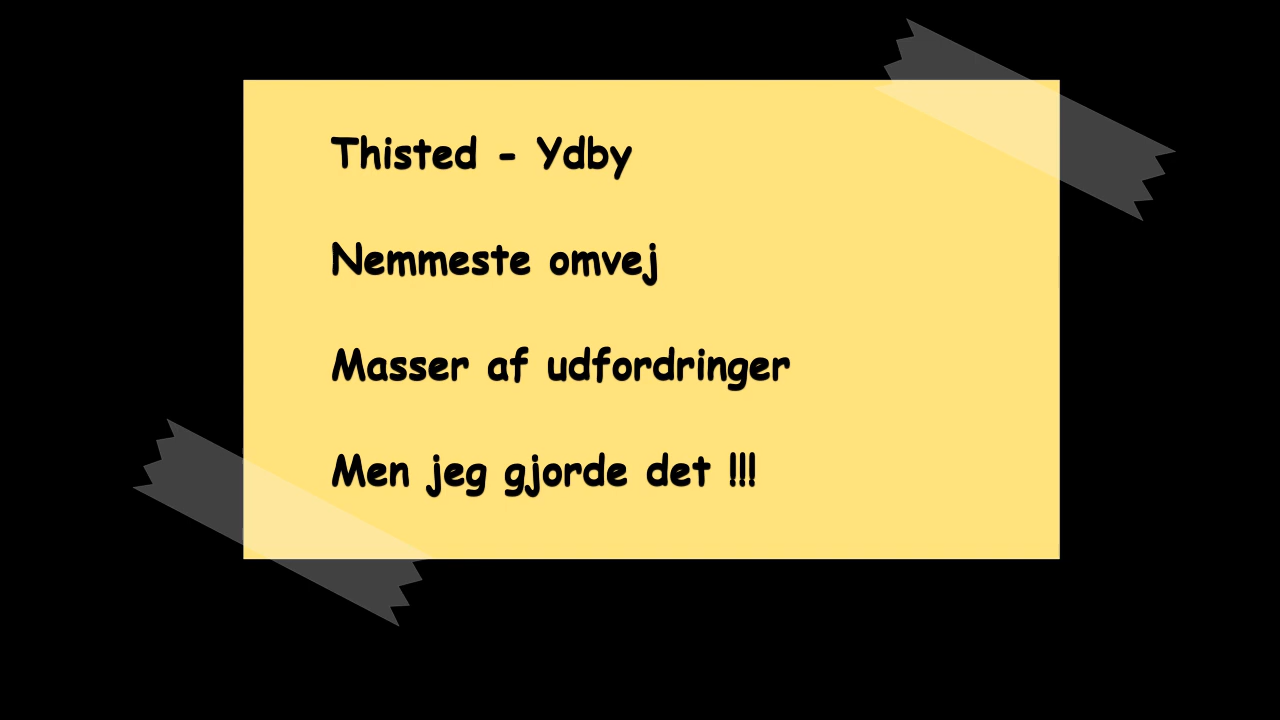 Thisted - Ydby
Nemmeste omvej
Masser af udfordringer
Men jeg gjorde det !!!